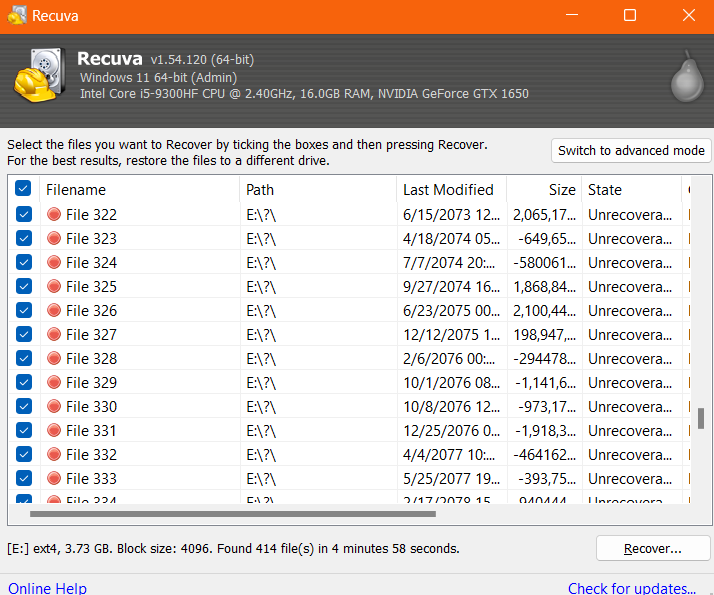 Recuva
Recuva v1.54.120 (64-bit)
Windows 11 64-bit (Admin)
Intel Core i5-9300HF CPU @ 2.40GHz, 16.0GB RAM, NVIDIA GeForce GTX 1650
Select the files you want to Recover by ticking the boxes and then pressing Recover.
For the best results, restore the files to a different drive.
Switch to advanced mode
Filename Path Last Modified Size State
File 322 E:\?\ 6/15/2073 12... 2,065,17... Unrecovera...
File 323 E:\?\ 4/18/2074 05... -649,65... Unrecovera...
File 324 E:\?\ 7/7/2074 20:... -580061... Unrecovera...
File 325 E:\?\ 9/27/2074 16... 1,868,84... Unrecovera...
File 326 E:\?\ 6/23/2075 00... 2,100,44... Unrecovera...
File 327 E:\?\ 12/12/2075 1... 198,947,... Unrecovera...
File 328 E:\?\ 2/6/2076 00:... -294478... Unrecovera...
File 329 E:\?\ 10/1/2076 08... -1,141,6... Unrecovera...
File 330 E:\?\ 10/8/2076 12... -973,17... Unrecovera...
File 331 E:\?\ 12/25/2076 0... -1,918,3... Unrecovera...
File 332 E:\?\ 4/4/2077 10:... -464162... Unrecovera...
File 333 E:\?\ 5/25/2077 19... -393,75... Unrecovera...
File 334 E:\?\ 2/17/2078 15... 940444... Unrecovera...
[E:] ext4, 3.73 GB. Block size: 4096. Found 414 file(s) in 4 minutes 58 seconds.
Recover...
Online Help
Check for updates...